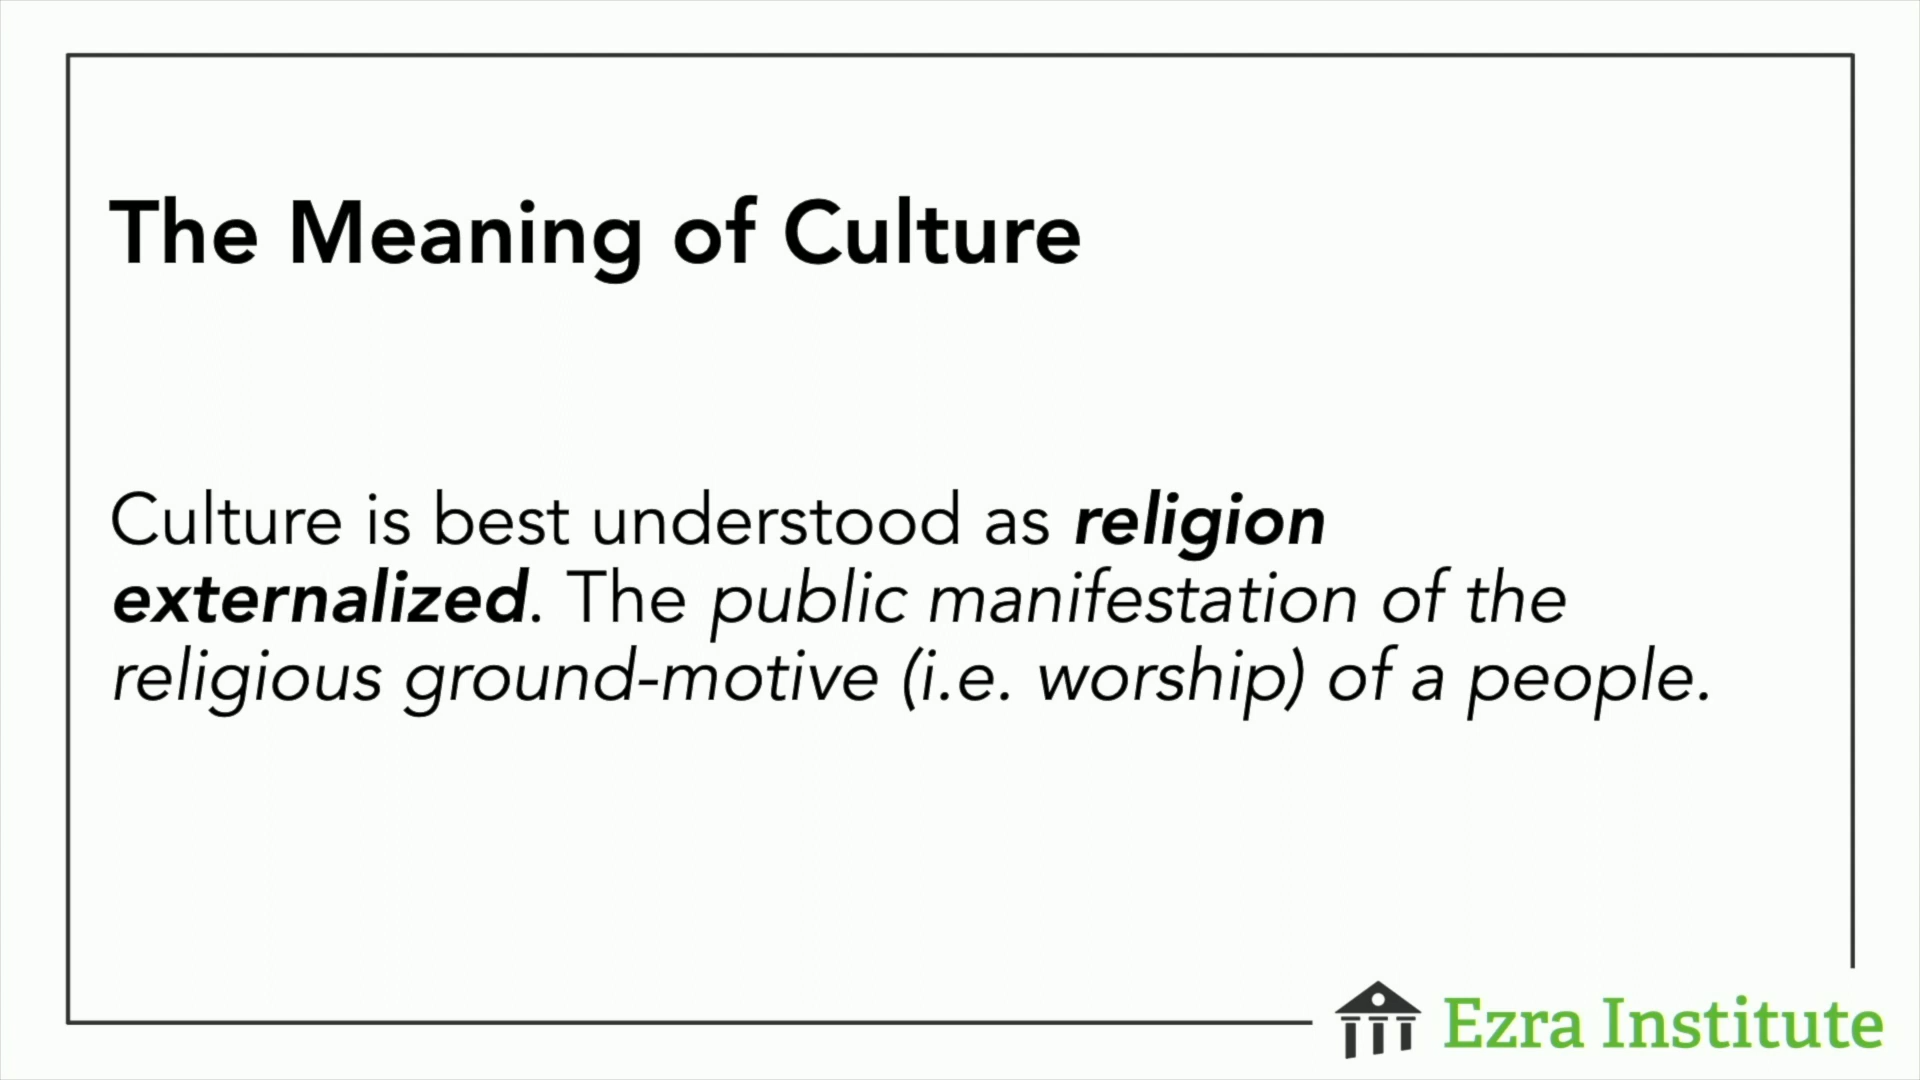 The Meaning of Culture
Culture is best understood as religion
externalized. The public manifestation of the
religious ground-motive (i.e. worship) of a people.
Ezra Institute